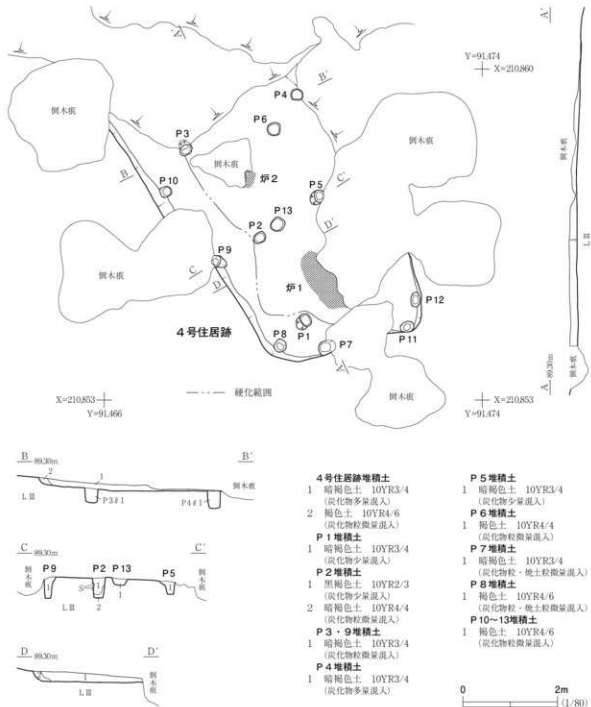 A′
A′
Y=91,474
X=210,860
B′
P4
倒木痕
倒木痕
P6
P3
倒木痕
倒木痕
炉2
C′
B
P5
P10
D′
P13
P2
P9
倒木痕
C
D
炉1
P12
4号住居跡
P1
P8
P7
P11
A
倒木痕
X=210,853
Y=91,466
硬化範囲
X=210,853
Y=91,474
LⅢ
倒木痕
A 89.30m
B 89.30m
B′
2
1
倒木痕
LⅢ
P3ℓ1
P4ℓ1
C 89.30m
C′
倒木痕
P9
P2
P13
P5
倒木痕
LⅢ
D 89.30m
D′
1
LⅢ
倒木痕
4号住居跡堆積土
1 暗褐色土 10YR3/4
(炭化物多量混入)
2 褐色土 10YR4/6
(炭化物粒微量混入)
P1堆積土
1 暗褐色土 10YR3/4
(炭化物少量混入)
P2堆積土
1 黒褐色土 10YR2/3
(炭化物少量混入)
2 暗褐色土 10YR4/4
(炭化物粒微量混入)
P3・9堆積土
1 暗褐色土 10YR3/4
(炭化物粒微量混入)
P4堆積土
1 暗褐色土 10YR3/4
(炭化物多量混入)
P5堆積土
1 暗褐色土 10YR3/4
(炭化物少量混入)
P6堆積土
1 褐色土 10YR4/4
(炭化物粒微量混入)
P7堆積土
1 暗褐色土 10YR3/4
(炭化物粒・焼土粒微量混入)
P8堆積土
1 褐色土 10YR4/6
(炭化物粒・焼土粒微量混入)
P10～13堆積土
1 褐色土 10YR4/6
(炭化物粒微量混入)
0 2m
(1/80)